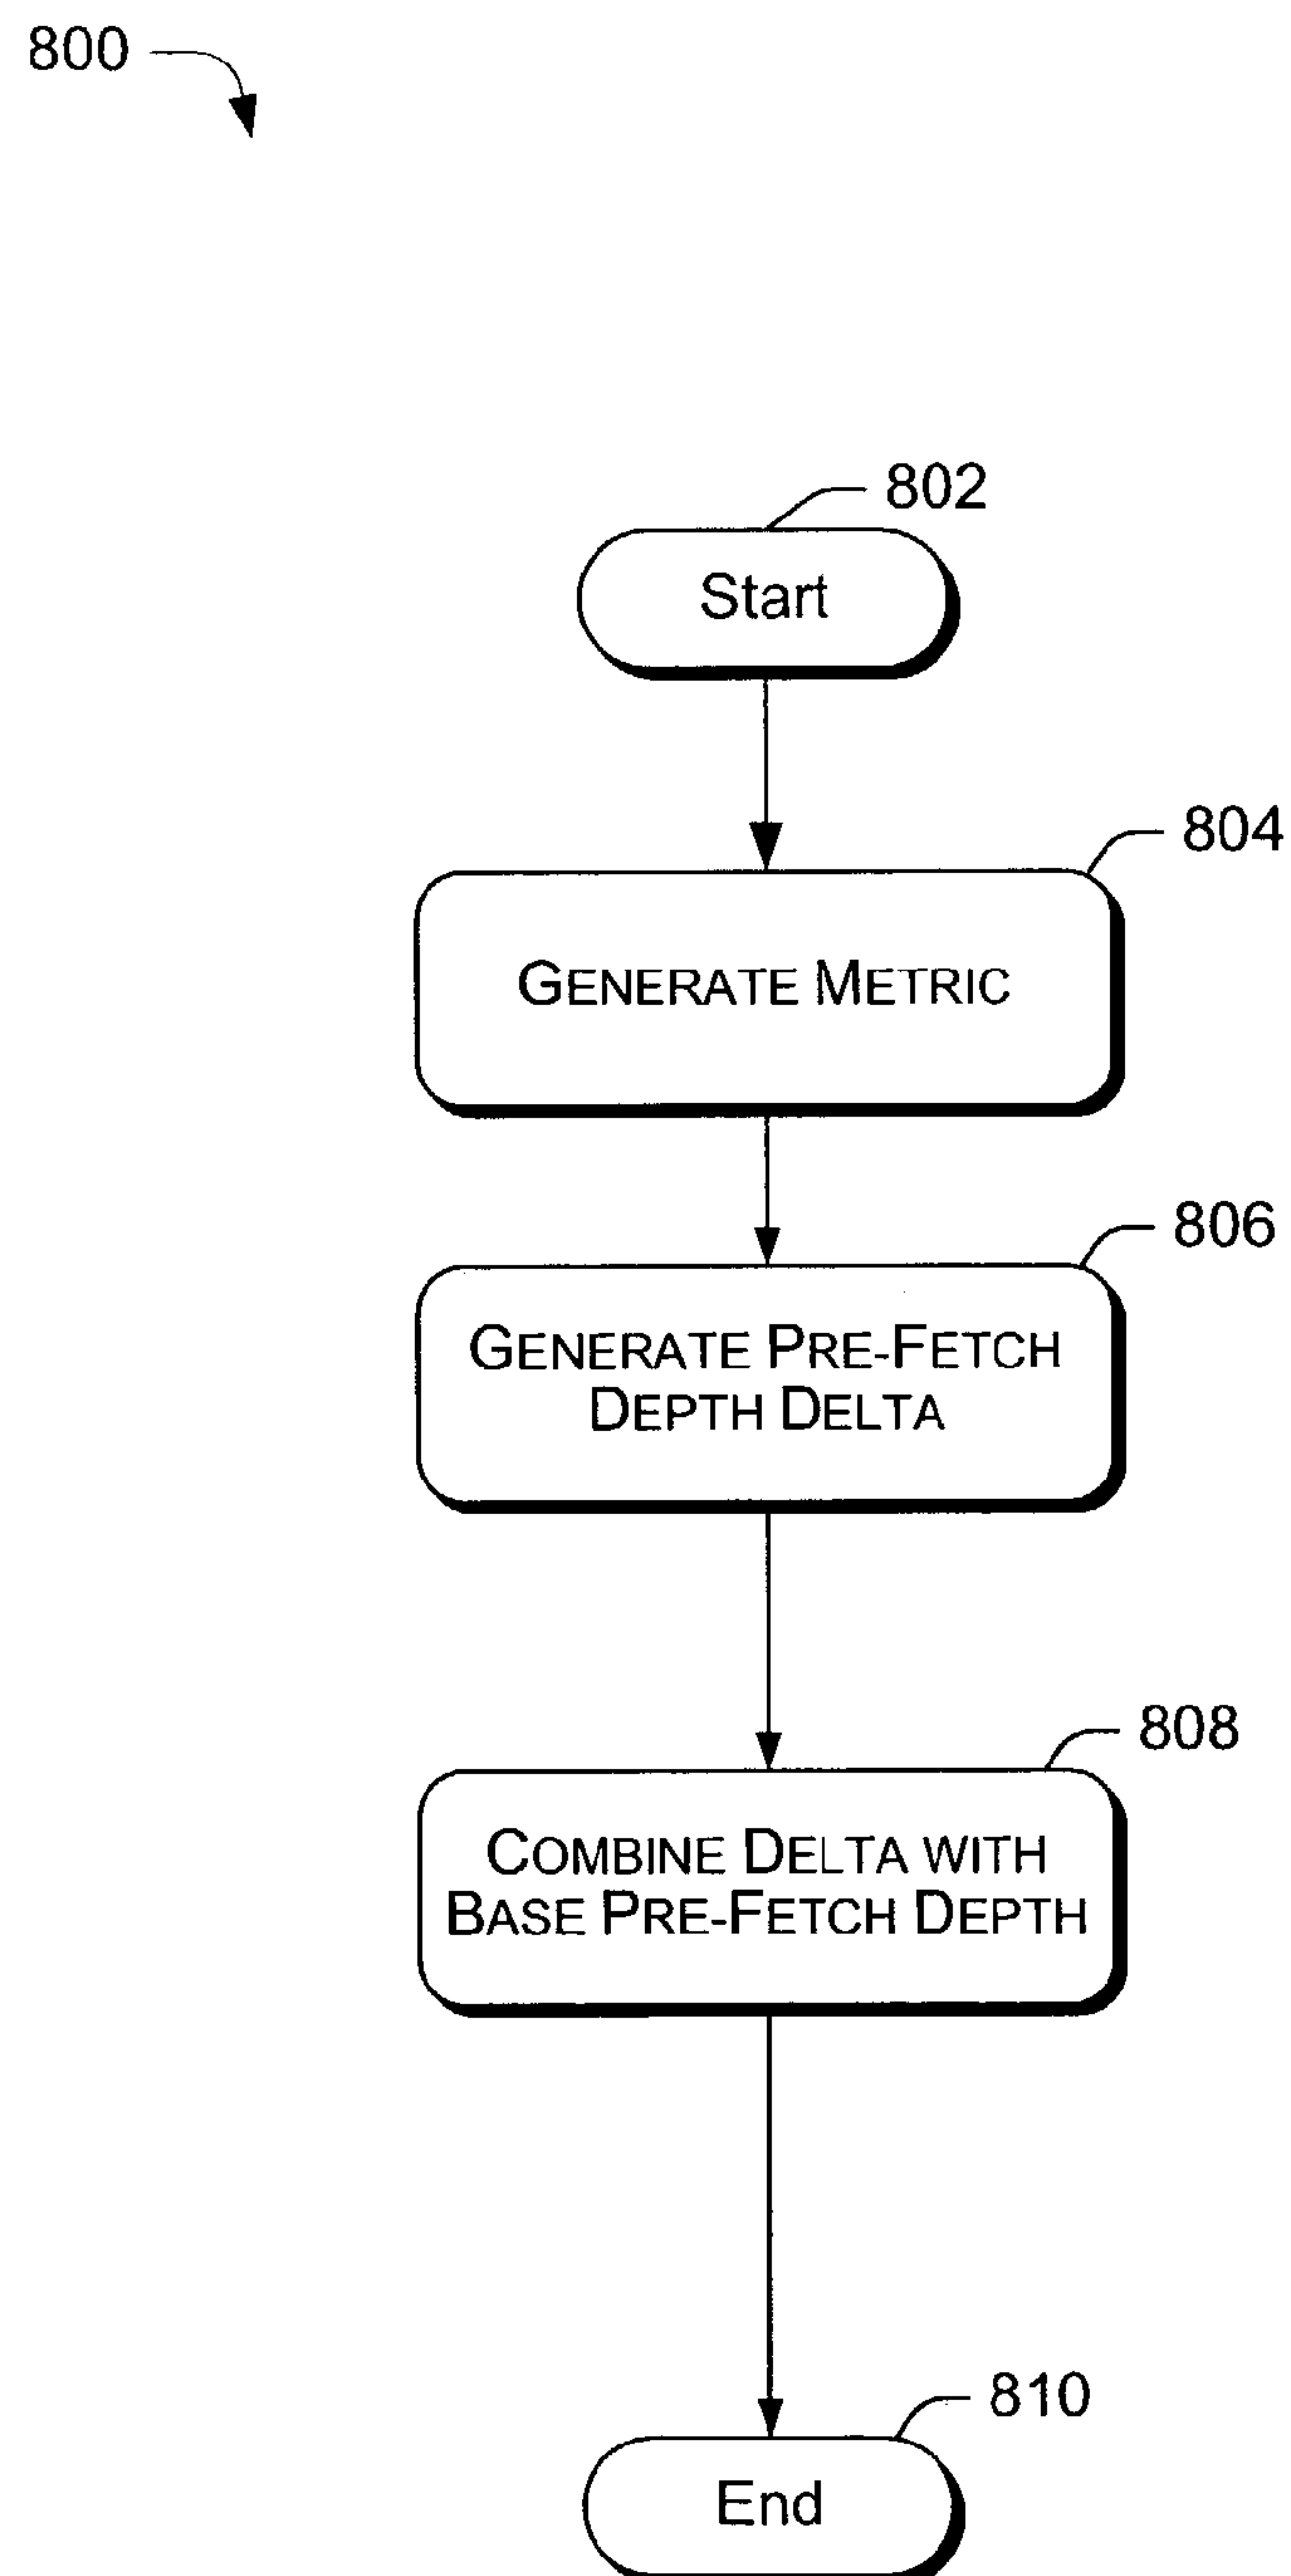 800
802
Start
804
GENERATE METRIC
806
GENERATE PRE-FETCH
DEPTH DELTA
808
COMBINE DELTA WITH
BASE PRE-FETCH DEPTH
810
End